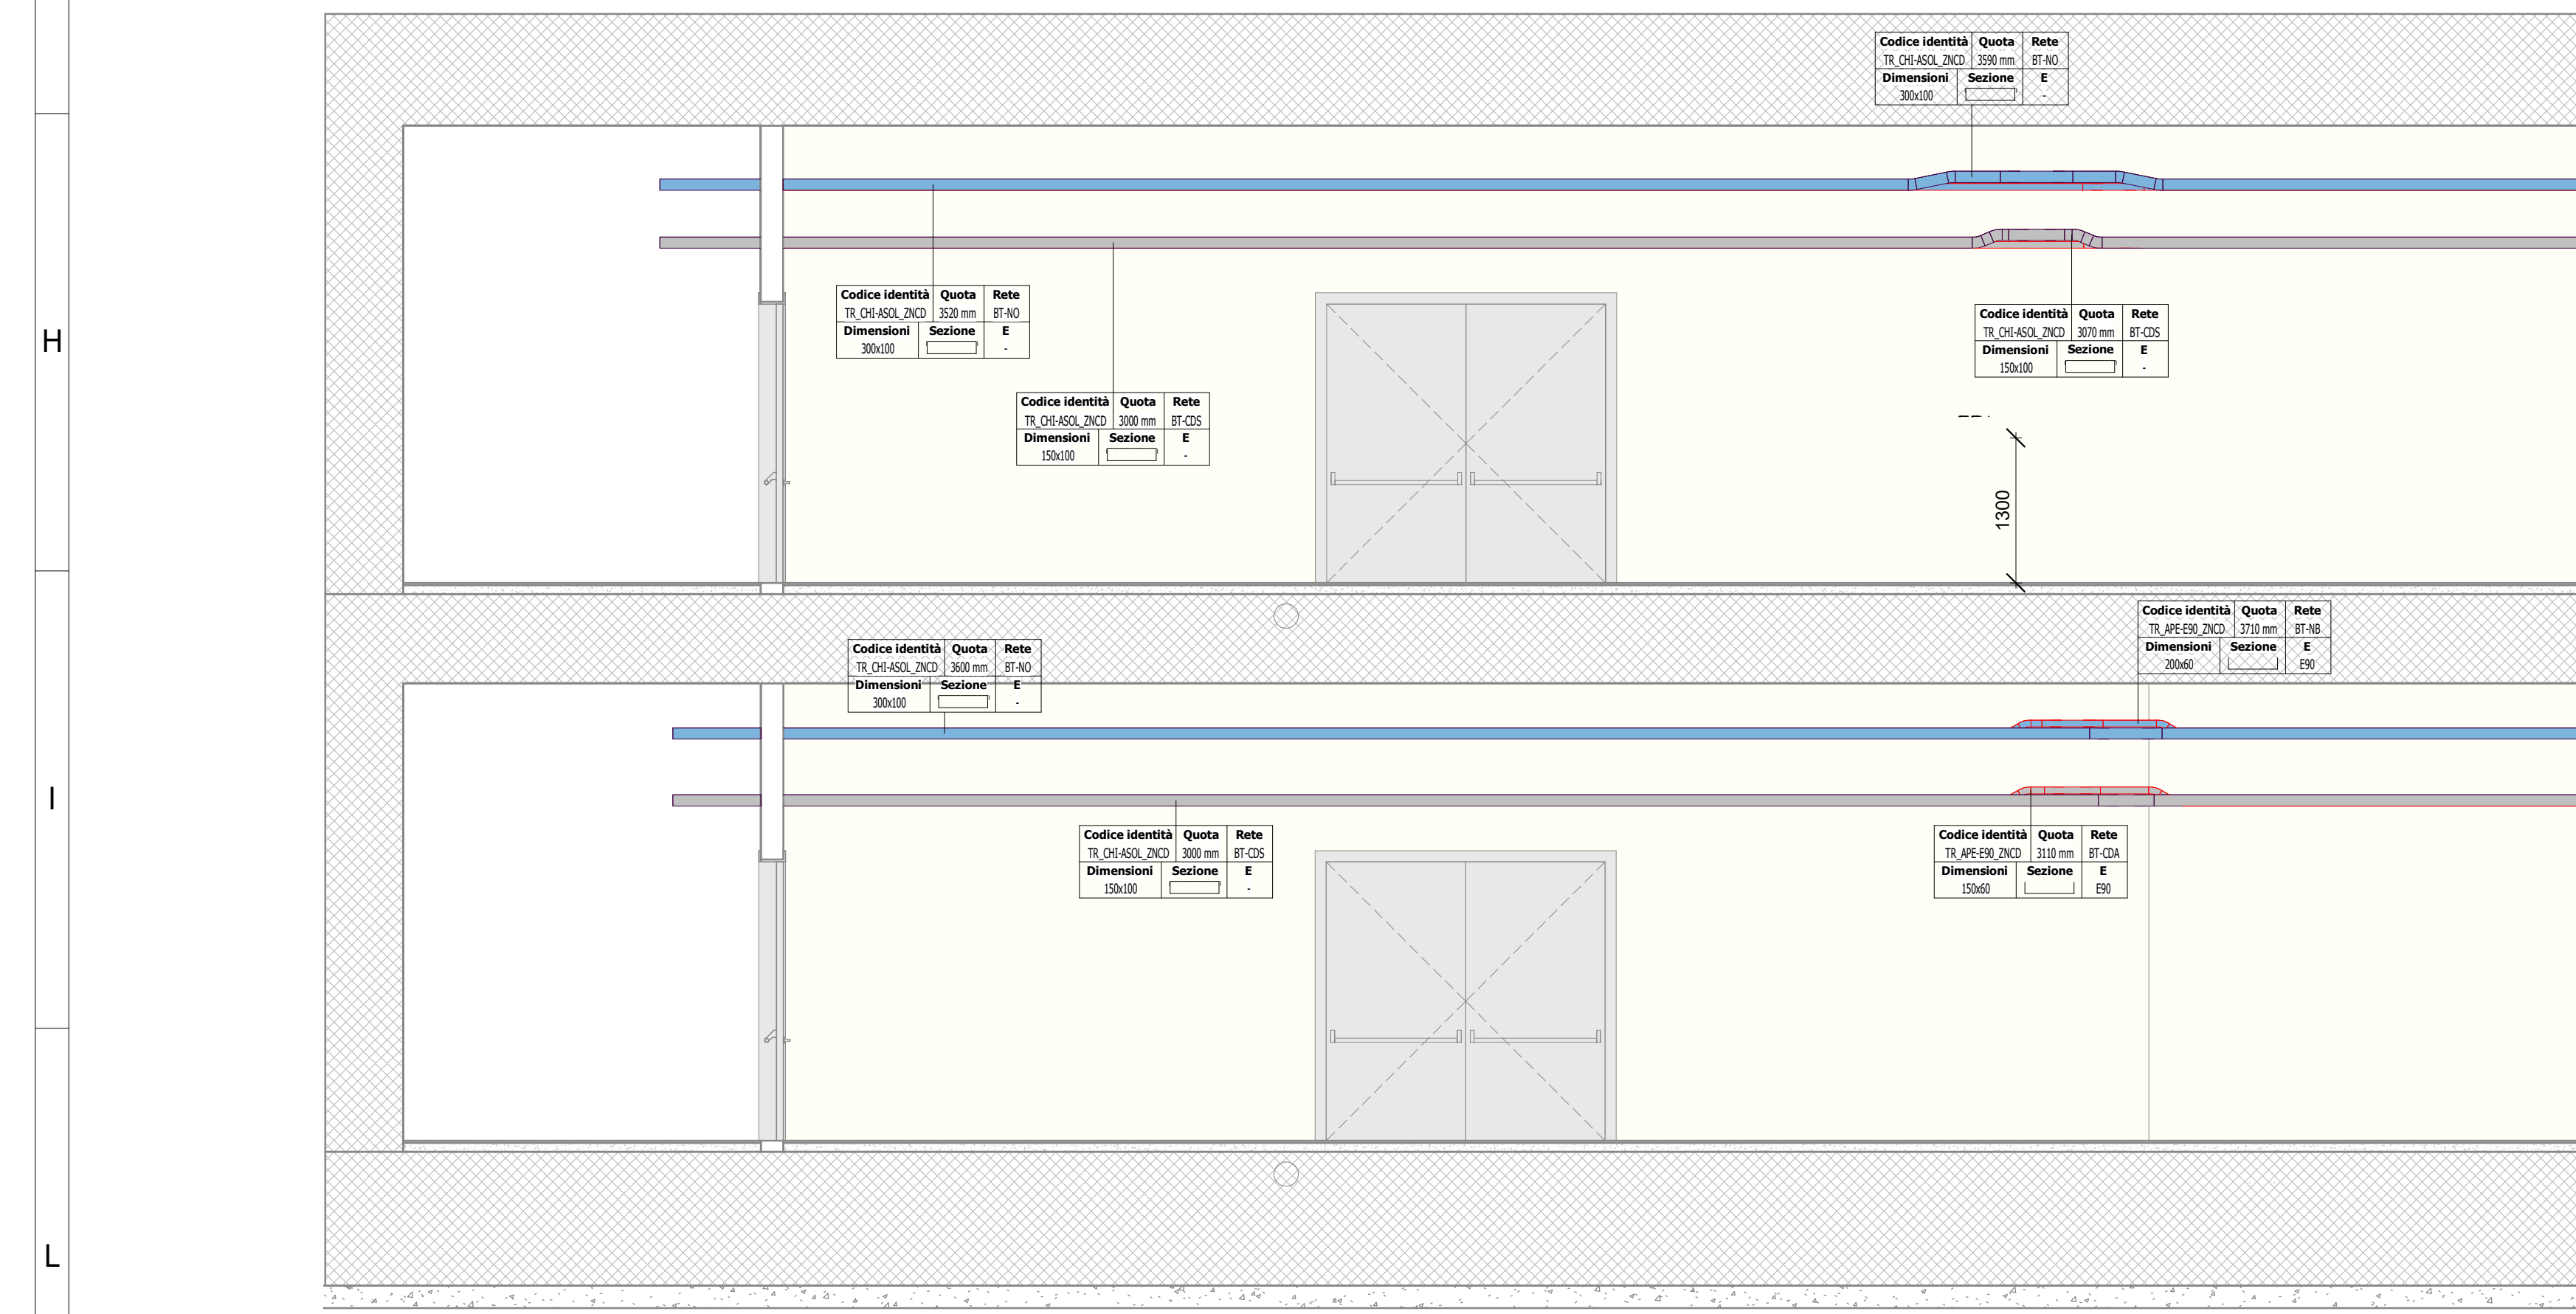 Codice identità Quota Rete
TR_CHI-ASOL_ZNCD 3590 mm BT-NO
Dimensioni Sezione E
300x100 -
Codice identità Quota Rete
TR_CHI-ASOL_ZNCD 3520 mm BT-NO
Dimensioni Sezione E
300x100 -
Codice identità Quota Rete
TR_CHI-ASOL_ZNCD 3070 mm BT-CDS
Dimensioni Sezione E
150x100 -
H
Codice identità Quota Rete
TR_CHI-ASOL_ZNCD 3000 mm BT-CDS
Dimensioni Sezione E
150x100 -
1300
Codice identità Quota Rete
TR_APE-E90_ZNCD 3710 mm BT-NB
Dimensioni Sezione E
200x60 E90
Codice identità Quota Rete
TR_CHI-ASOL_ZNCD 3600 mm BT-NO
Dimensioni Sezione E
300x100 -
I
Codice identità Quota Rete
TR_CHI-ASOL_ZNCD 3000 mm BT-CDS
Dimensioni Sezione E
150x100 -
Codice identità Quota Rete
TR_APE-E90_ZNCD 3110 mm BT-CDA
Dimensioni Sezione E
150x60 E90
L